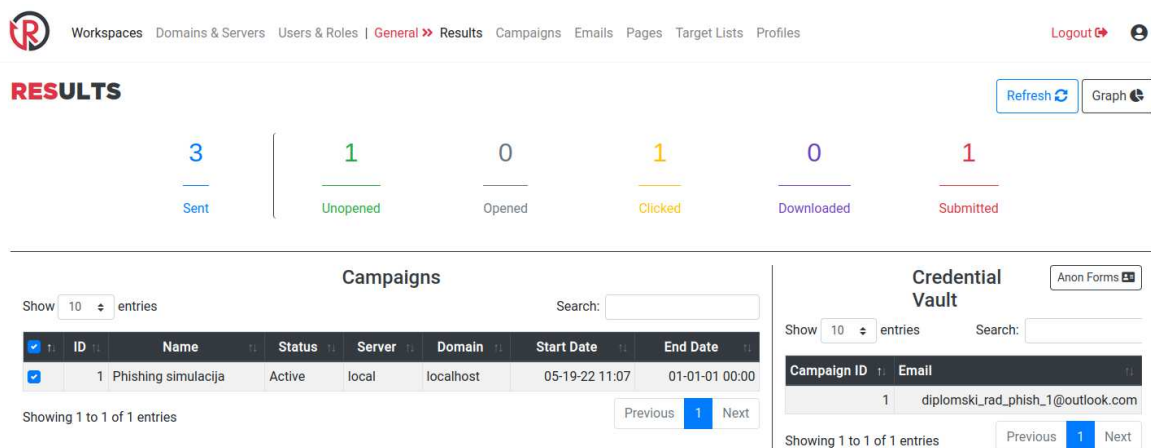 R
Workspaces Domains & Servers Users & Roles | General Results Campaigns Emails Pages Target Lists Profiles Logout
RESULTS
Refresh Graph
3 1 0 1 0 1
Sent Unopened Opened Clicked Downloaded Submitted
Campaigns
Show 10 entries Search:
ID Name Status Server Domain Start Date End Date
1 Phishing simulacija Active local localhost 05-19-22 11:07 01-01-01 00:00
Showing 1 to 1 of 1 entries Previous 1 Next
Credential Vault
Anon Forms
Show 10 entries Search:
Campaign ID Email
1 diplomski_rad_phish_1@outlook.com
Showing 1 to 1 of 1 entries Previous 1 Next